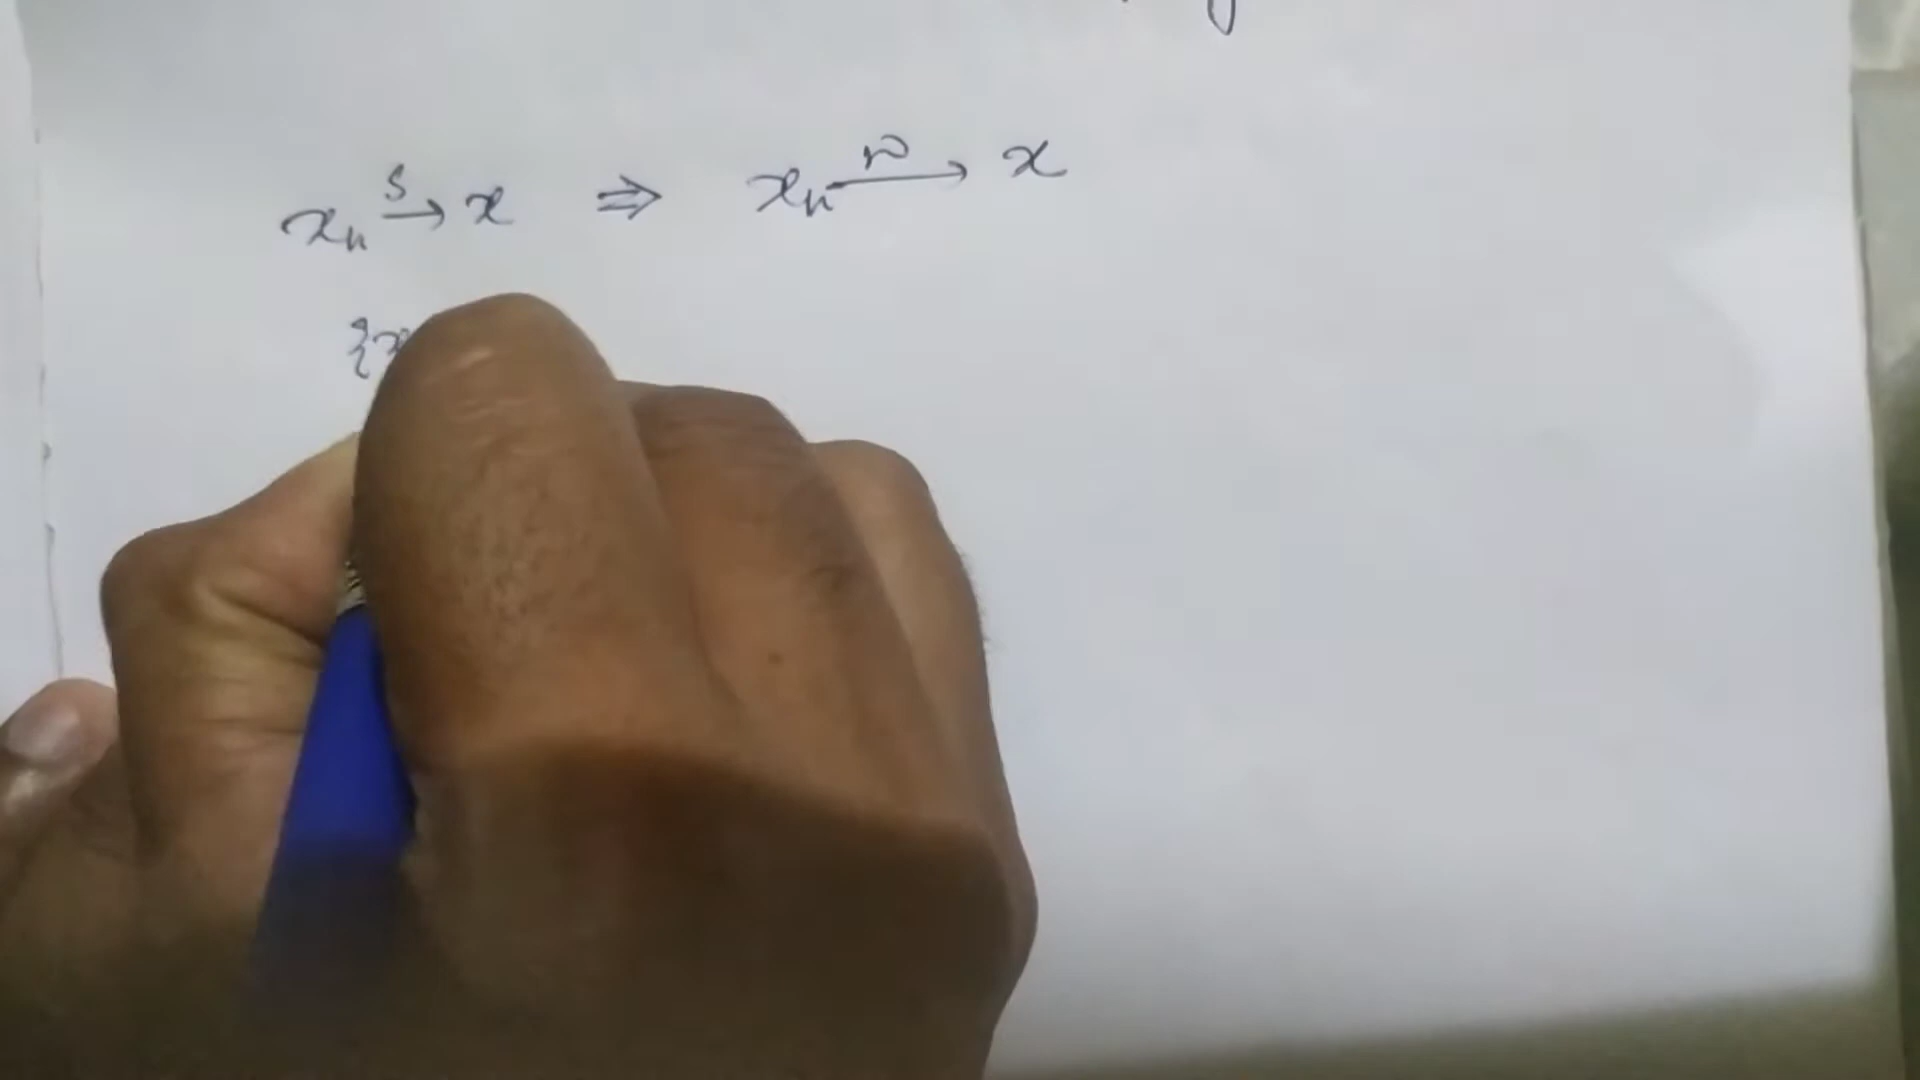 xₙ →ˢ x ⇒ xₙ →ʷ x
{x